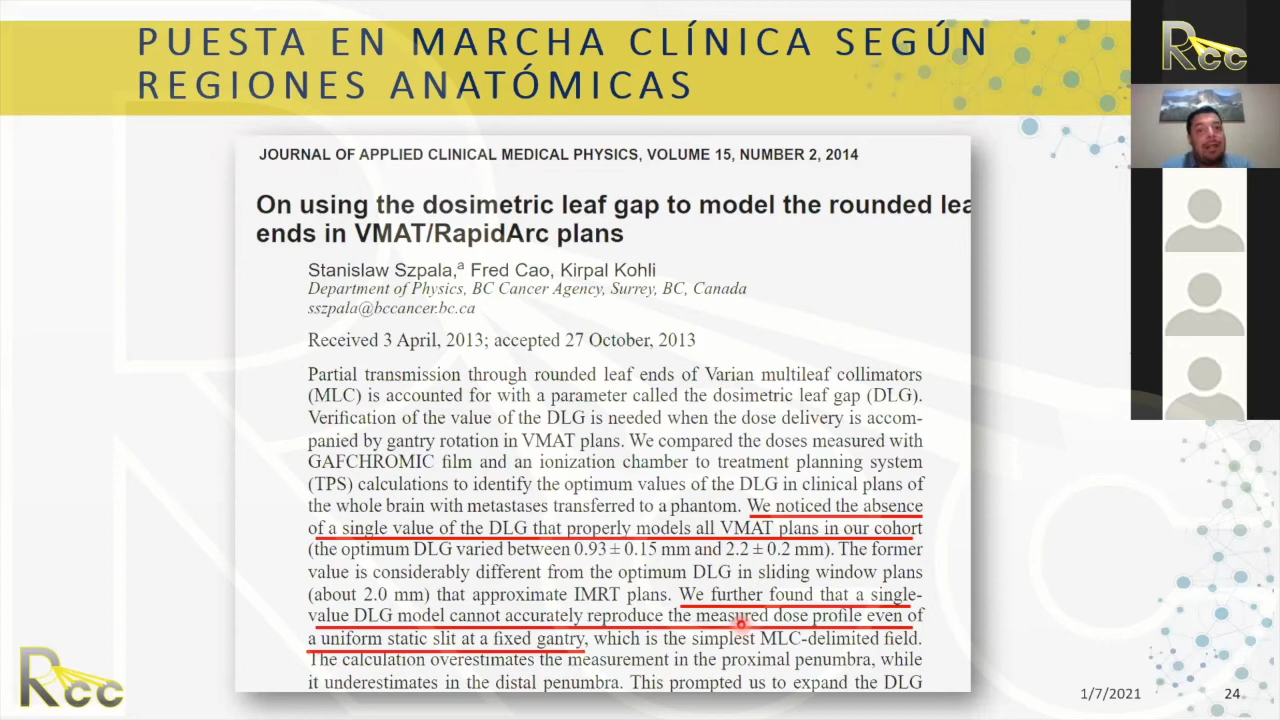 PUESTA EN MARCHA CLÍNICA SEGÚN
REGIONES ANATÓMICAS
Rcc
JOURNAL OF APPLIED CLINICAL MEDICAL PHYSICS, VOLUME 15, NUMBER 2, 2014
On using the dosimetric leaf gap to model the rounded lea
ends in VMAT/RapidArc plans
Stanislaw Szpala,ª Fred Cao, Kirpal Kohli
Department of Physics, BC Cancer Agency, Surrey, BC, Canada
sszpala@bccancer.bc.ca
Received 3 April, 2013; accepted 27 October, 2013
Partial transmission through rounded leaf ends of Varian multileaf collimators
(MLC) is accounted for with a parameter called the dosimetric leaf gap (DLG).
Verification of the value of the DLG is needed when the dose delivery is accom-
panied by gantry rotation in VMAT plans. We compared the doses measured with
GAFCHROMIC film and an ionization chamber to treatment planning system
(TPS) calculations to identify the optimum values of the DLG in clinical plans of
the whole brain with metastases transferred to a phantom. We noticed the absence
of a single value of the DLG that properly models all VMAT plans in our cohort
(the optimum DLG varied between 0.93 ± 0.15 mm and 2.2 ± 0.2 mm). The former
value is considerably different from the optimum DLG in sliding window plans
(about 2.0 mm) that approximate IMRT plans. We further found that a single-
value DLG model cannot accurately reproduce the measured dose profile even of
a uniform static slit at a fixed gantry, which is the simplest MLC-delimited field.
The calculation overestimates the measurement in the proximal penumbra, while
it underestimates in the distal penumbra. This prompted us to expand the DLG
Rcc
1/7/2021
24